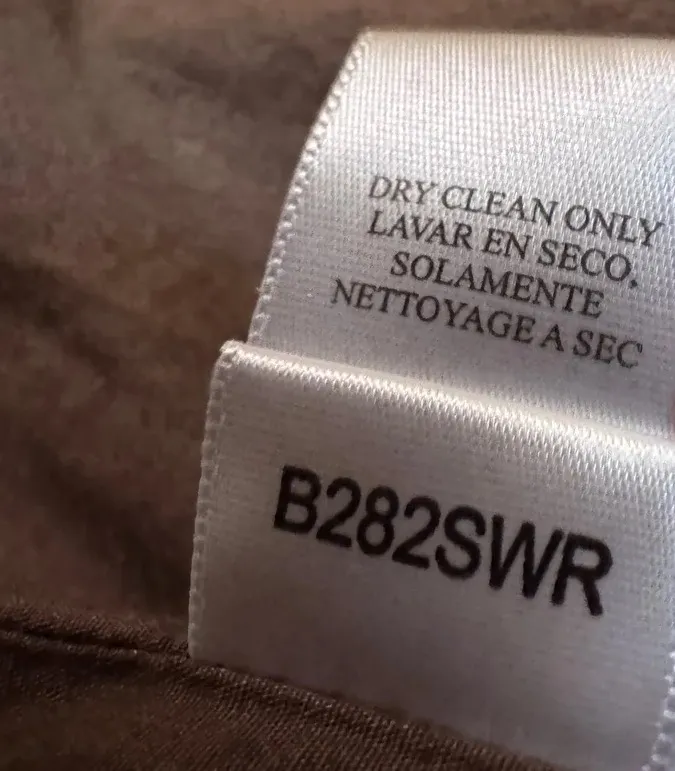 DRY CLEAN ONLY
LAVAR EN SECO.
SOLAMENTE
NETTOYAGE A SEC
B282SWR